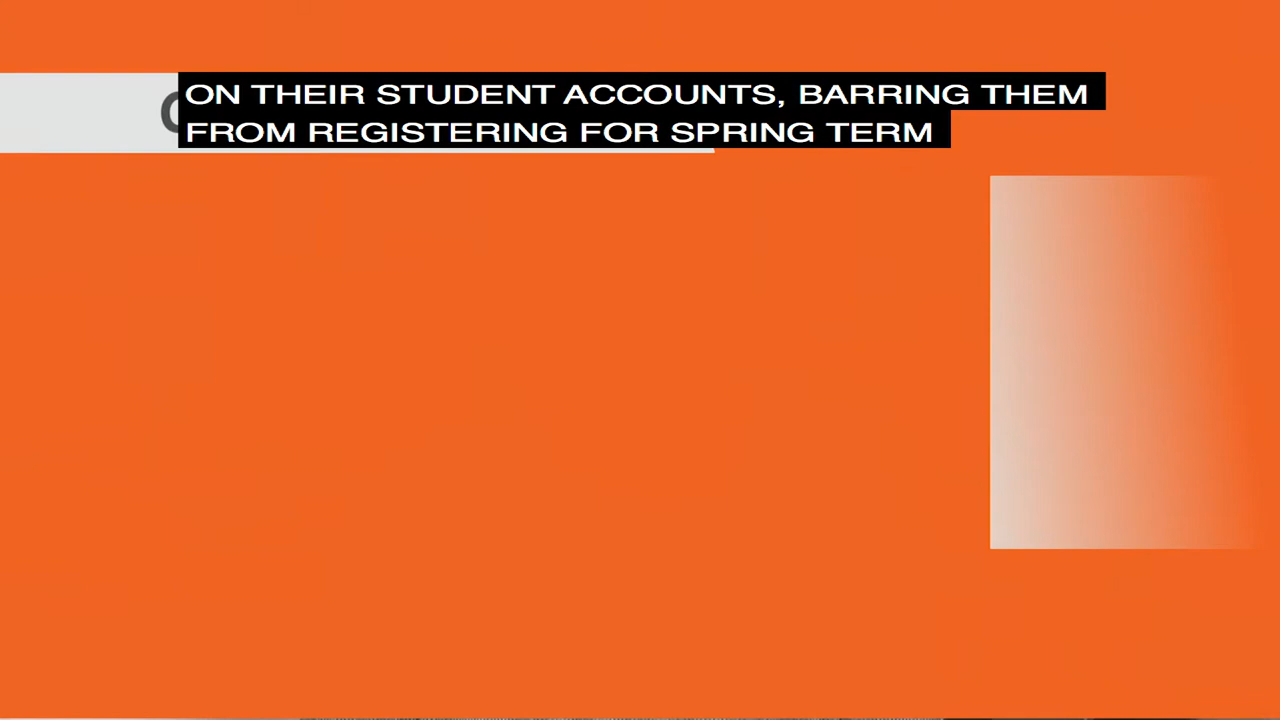 ON THEIR STUDENT ACCOUNTS, BARRING THEM
FROM REGISTERING FOR SPRING TERM